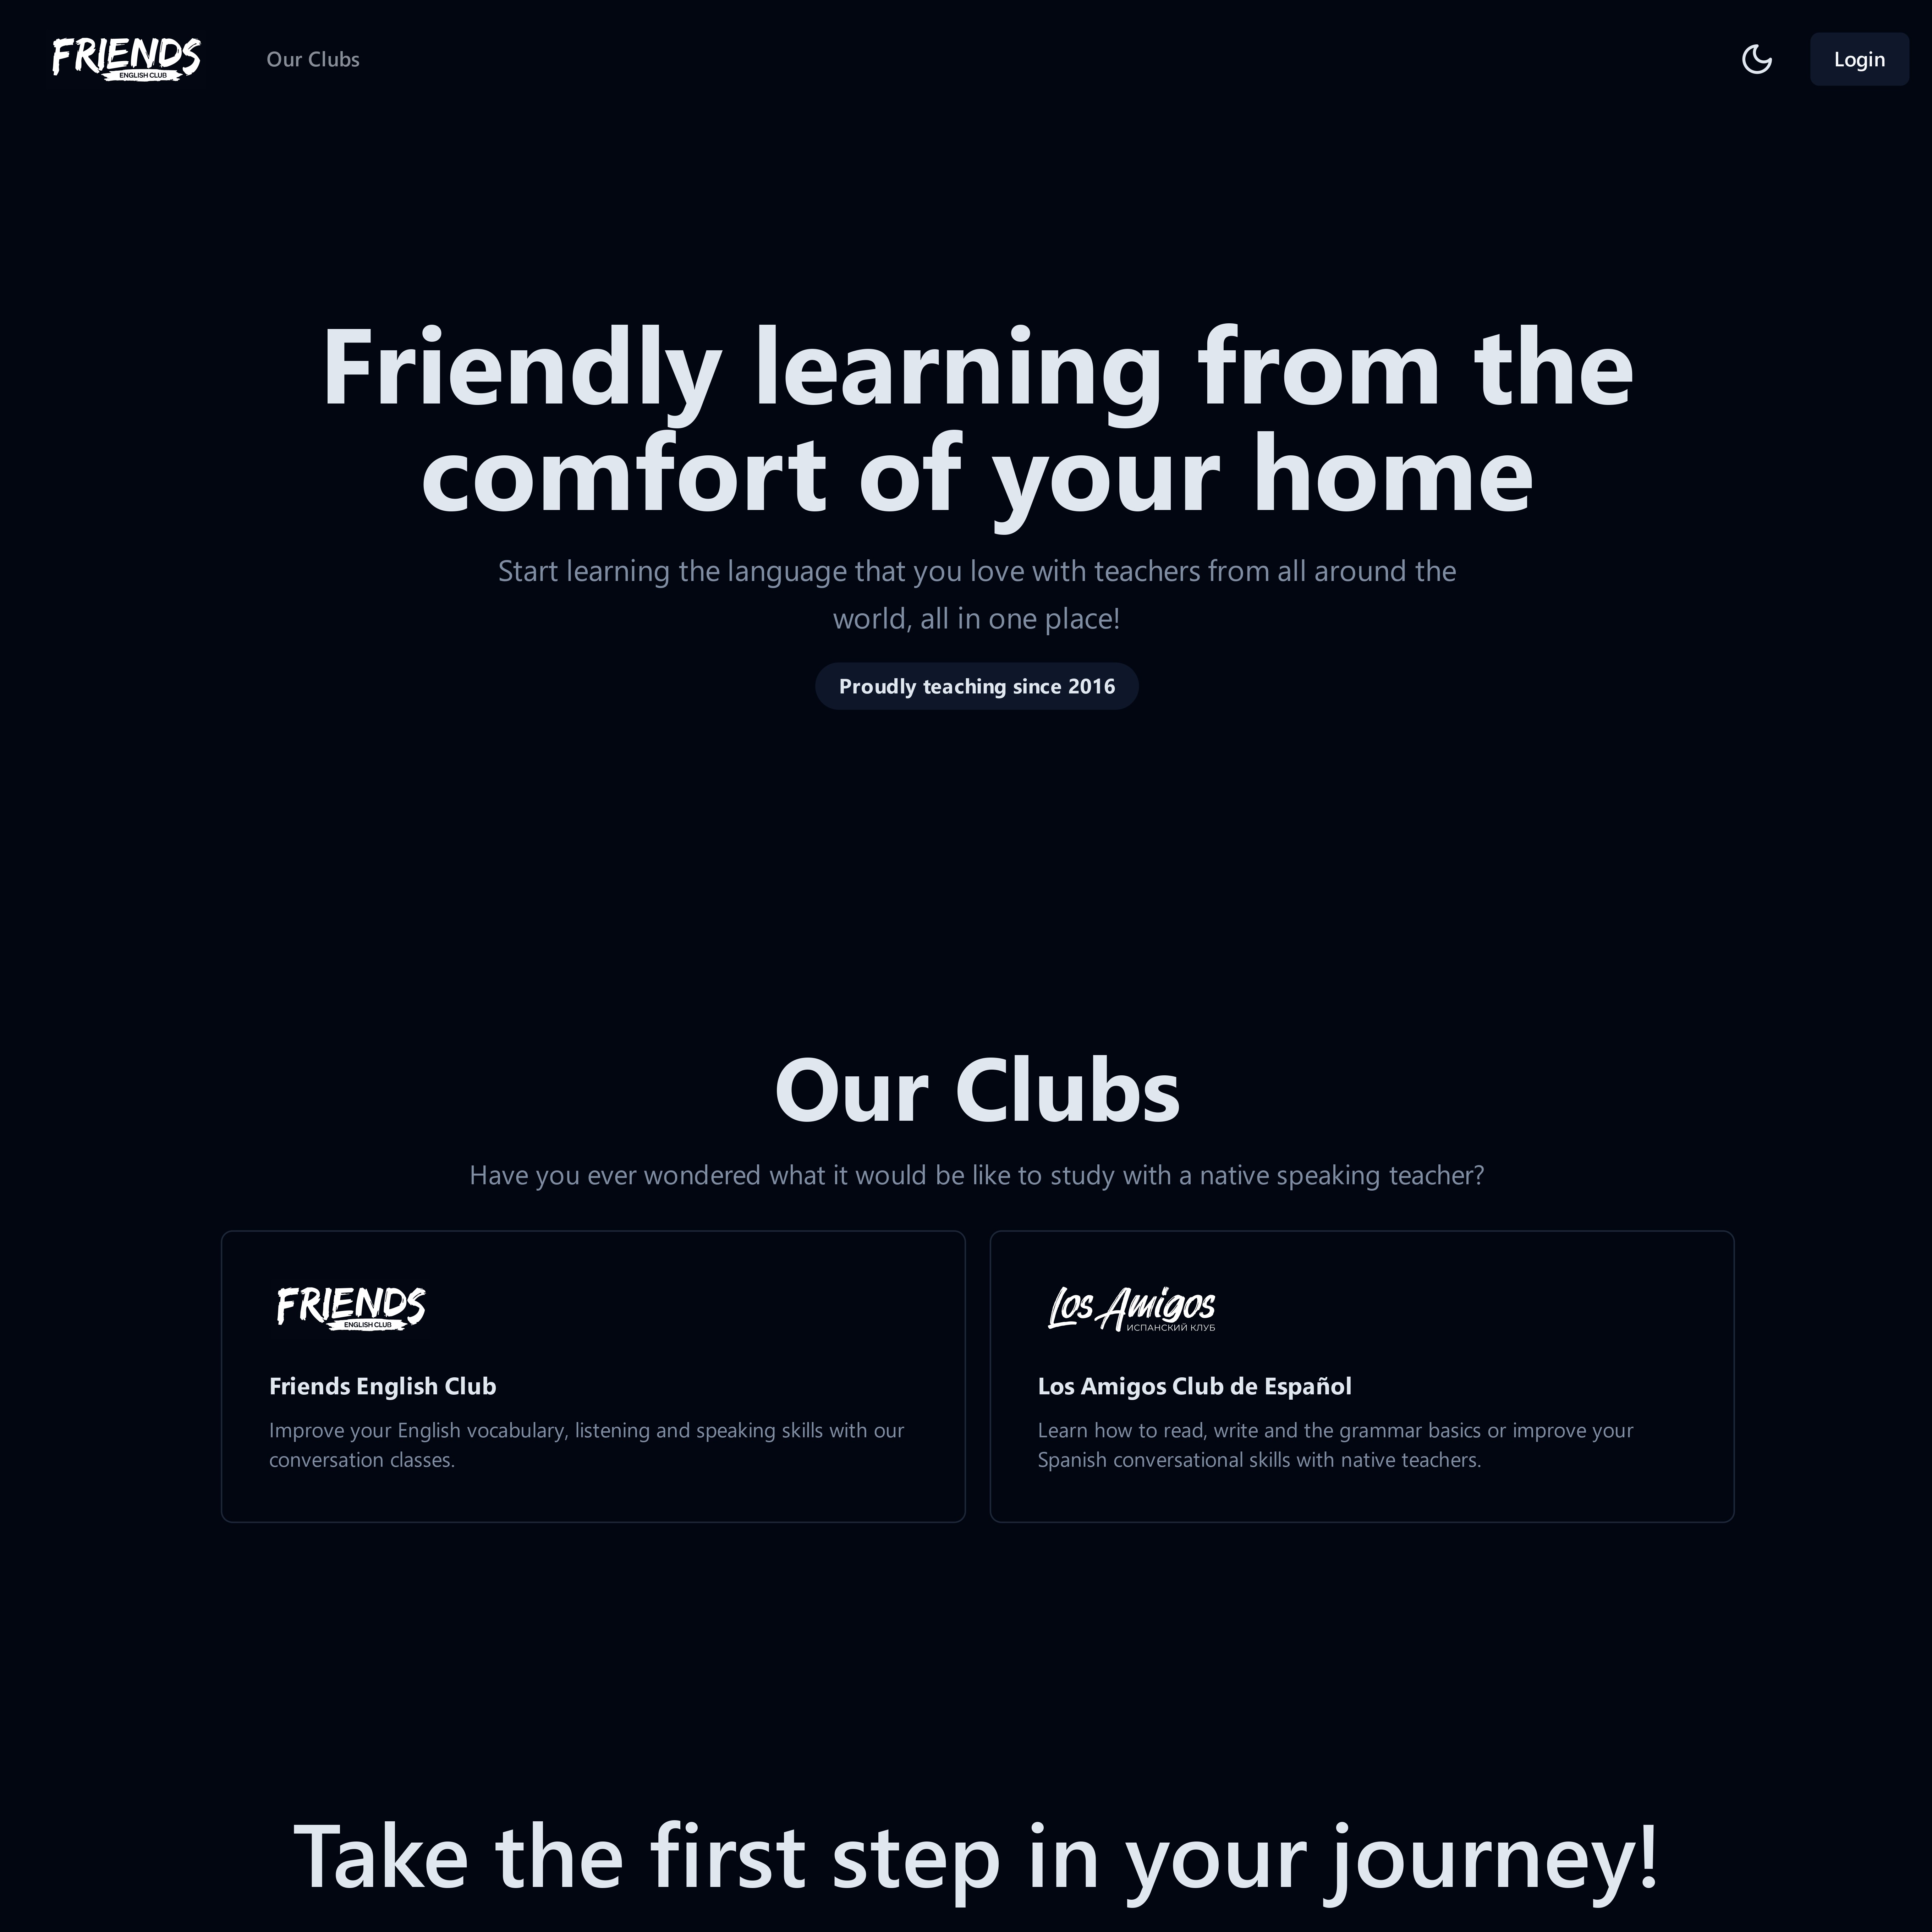 FRIENDS
ENGLISH CLUB
Our Clubs
Login
Friendly learning from the
comfort of your home
Start learning the language that you love with teachers from all around the
world, all in one place!
Proudly teaching since 2016
Our Clubs
Have you ever wondered what it would be like to study with a native speaking teacher?
FRIENDS
ENGLISH CLUB
Friends English Club
Improve your English vocabulary, listening and speaking skills with our
conversation classes.
Los Amigos
ИСПАНСКИЙ КЛУБ
Los Amigos Club de Español
Learn how to read, write and the grammar basics or improve your
Spanish conversational skills with native teachers.
Take the first step in your journey!